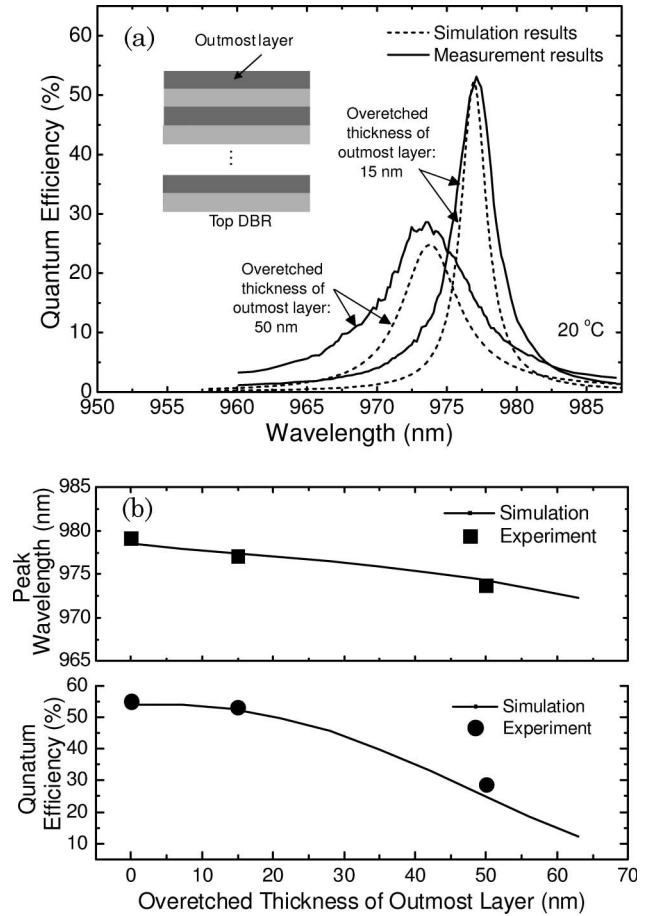 (a)
Outmost layer
Top DBR
Simulation results
Measurement results
Overetched
thickness of
outmost layer:
15 nm
Overetched
thickness of
outmost layer:
50 nm
20 °C
Quantum Efficiency (%)
60
50
40
30
20
10
0
950 955 960 965 970 975 980 985
Wavelength (nm)
(b)
Simulation
Experiment
Peak
Wavelength (nm)
985
980
975
970
965
Simulation
Experiment
Qunatum
Efficiency (%)
60
50
40
30
20
10
0 10 20 30 40 50 60 70
Overetched Thickness of Outmost Layer (nm)